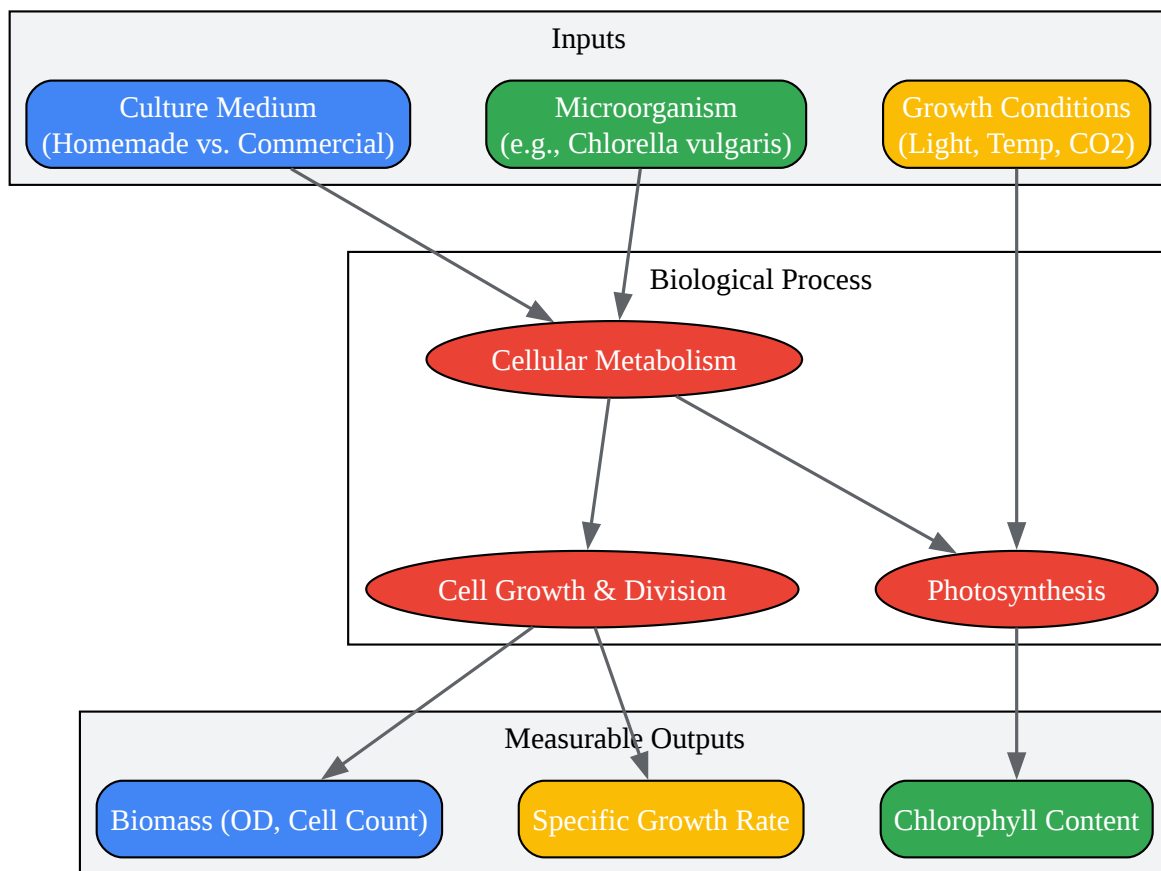 Inputs
Culture Medium
(Homemade vs. Commercial)
Microorganism
(e.g., Chlorella vulgaris)
Growth Conditions
(Light, Temp, CO2)
Biological Process
Cellular Metabolism
Cell Growth & Division
Photosynthesis
Measurable Outputs
Biomass (OD, Cell Count)
Specific Growth Rate
Chlorophyll Content